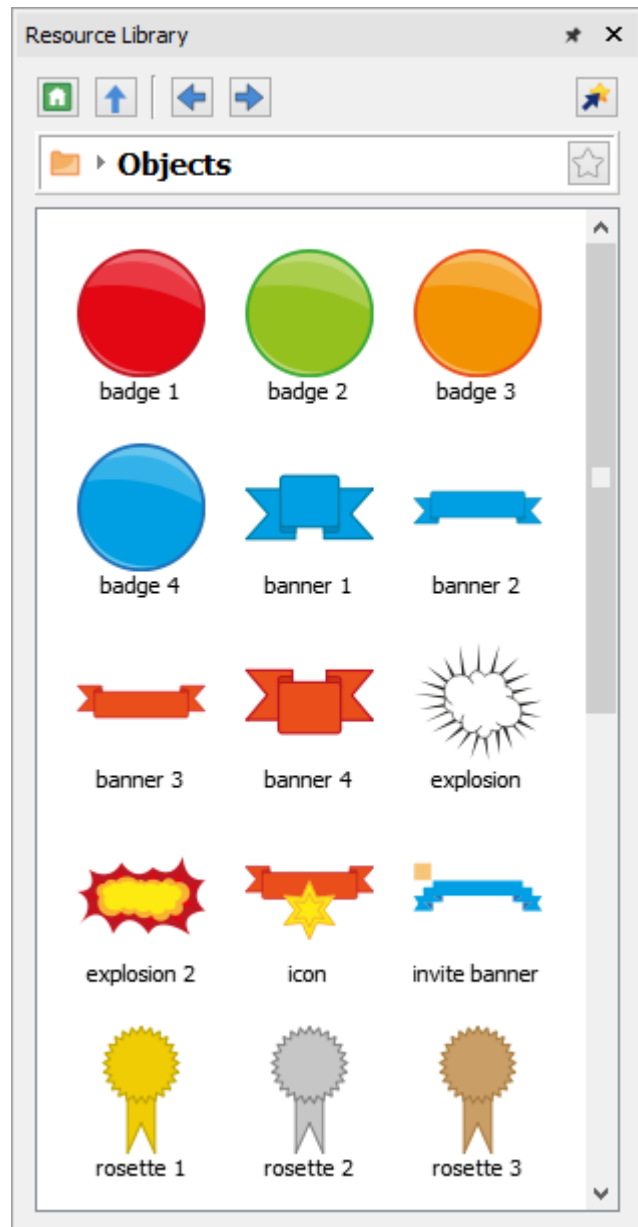 Resource Library
Objects
badge 1 badge 2 badge 3
badge 4 banner 1 banner 2
banner 3 banner 4 explosion
explosion 2 icon invite banner
rosette 1 rosette 2 rosette 3